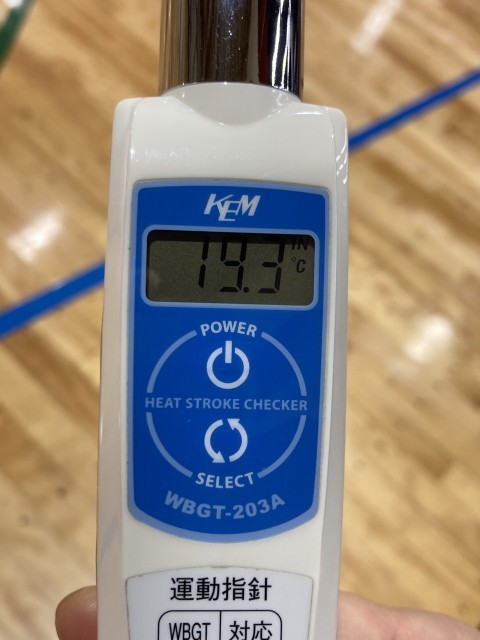 KEM
IN
19.3 °C
POWER
HEAT STROKE CHECKER
SELECT
WBGT-203A
運動指針
WBGT 対応